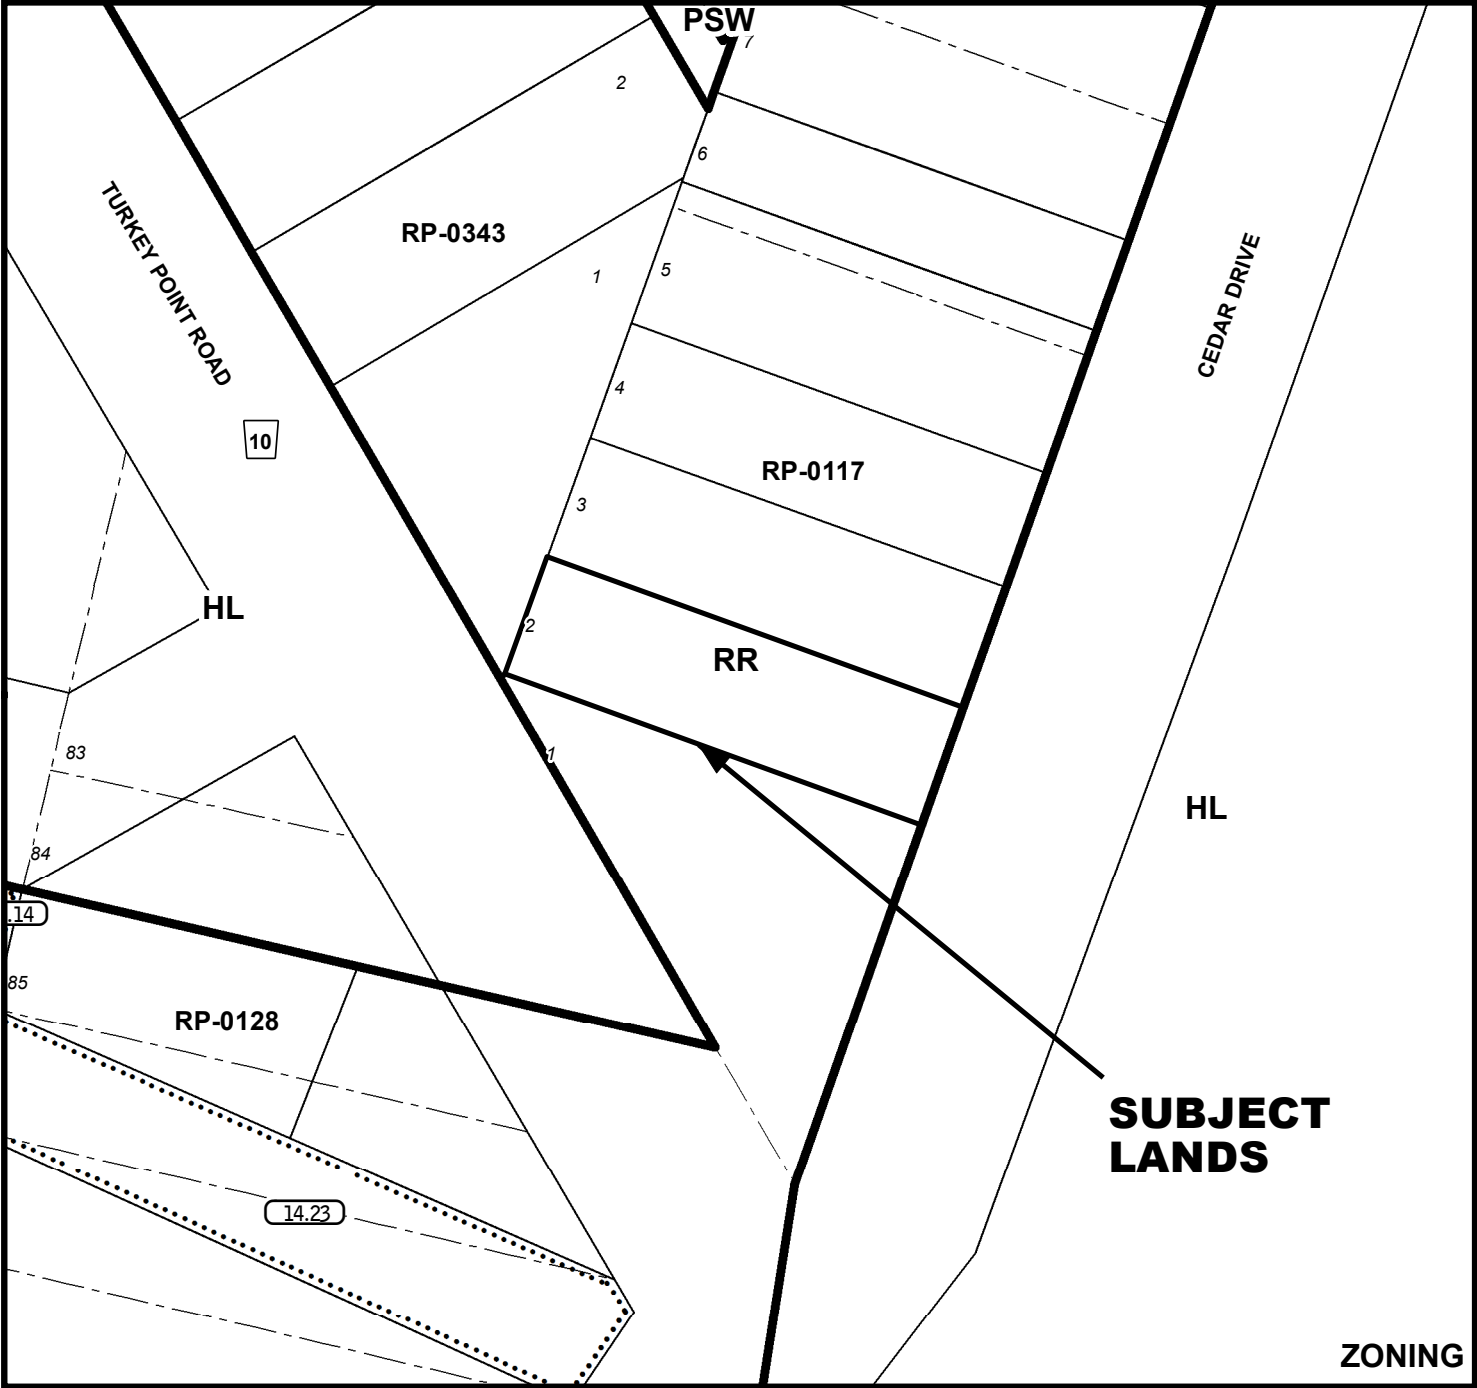 PSW
7
2
6
RP-0343
1
5
TURKEY POINT ROAD
CEDAR DRIVE
4
10
RP-0117
3
HL
2
RR
83
1
HL
84
.14
85
RP-0128
SUBJECT
LANDS
14.23
ZONING